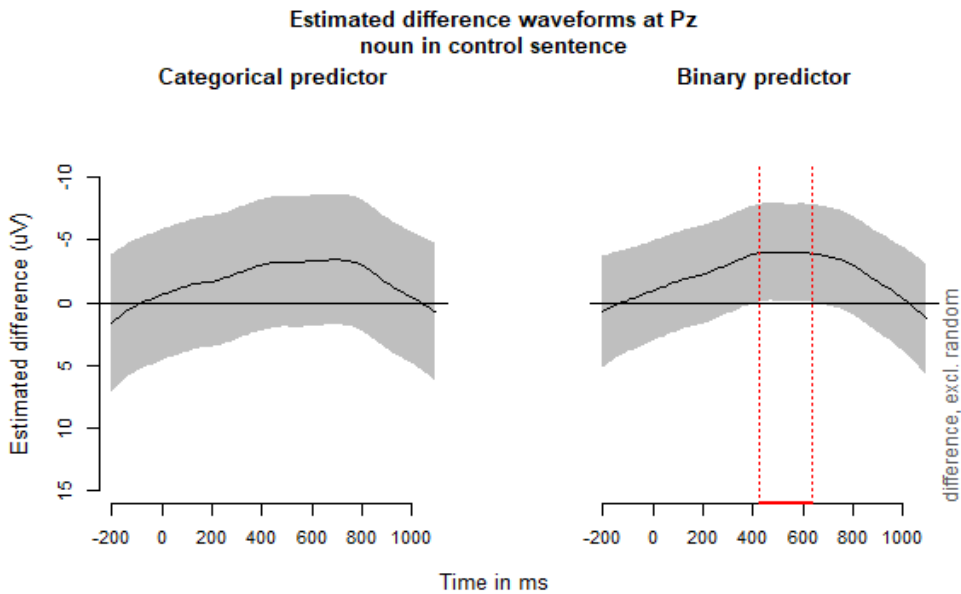 Estimated difference waveforms at Pz
noun in control sentence
Categorical predictor
Binary predictor
Estimated difference (uV)
-10
-5
0
5
10
15
-200 0 200 400 600 800 1000
-200 0 200 400 600 800 1000
difference, excl. random
Time in ms